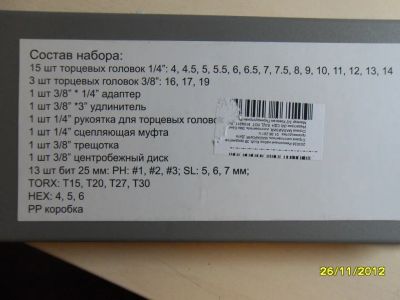 Состав набора:
15 шт торцевых головок 1/4”: 4, 4.5, 5, 5.5, 6, 6.5, 7, 7.5, 8, 9, 10, 11, 12, 13, 14
3 шт торцевых головок 3/8”: 16, 17, 19
1 шт 3/8” * 1/4” адаптер
1 шт 3/8” *3” удлинитель
1 шт 1/4” рукоятка для торцевых головок
1 шт 1/4” сцепляющая муфта
1 шт 3/8” трещотка
1 шт 3/8” центробежный диск
13 шт бит 25 мм: PH: #1, #2, #3; SL: 5, 6, 7 мм;
TORX: T15, T20, T27, T30
HEX: 4, 5, 6
PP коробка
26/11/2012